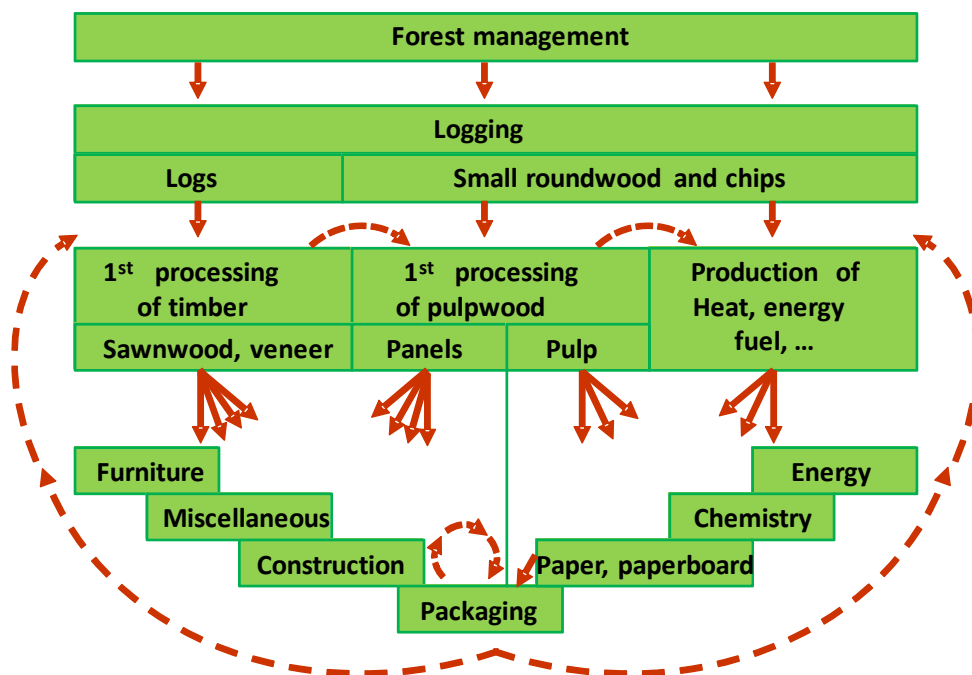 Forest management
Logging
Logs
Small roundwood and chips
1st processing
of timber
1st processing
of pulpwood
Production of
Heat, energy
fuel, ...
Sawnwood, veneer
Panels
Pulp
Furniture
Energy
Miscellaneous
Chemistry
Construction
Paper, paperboard
Packaging